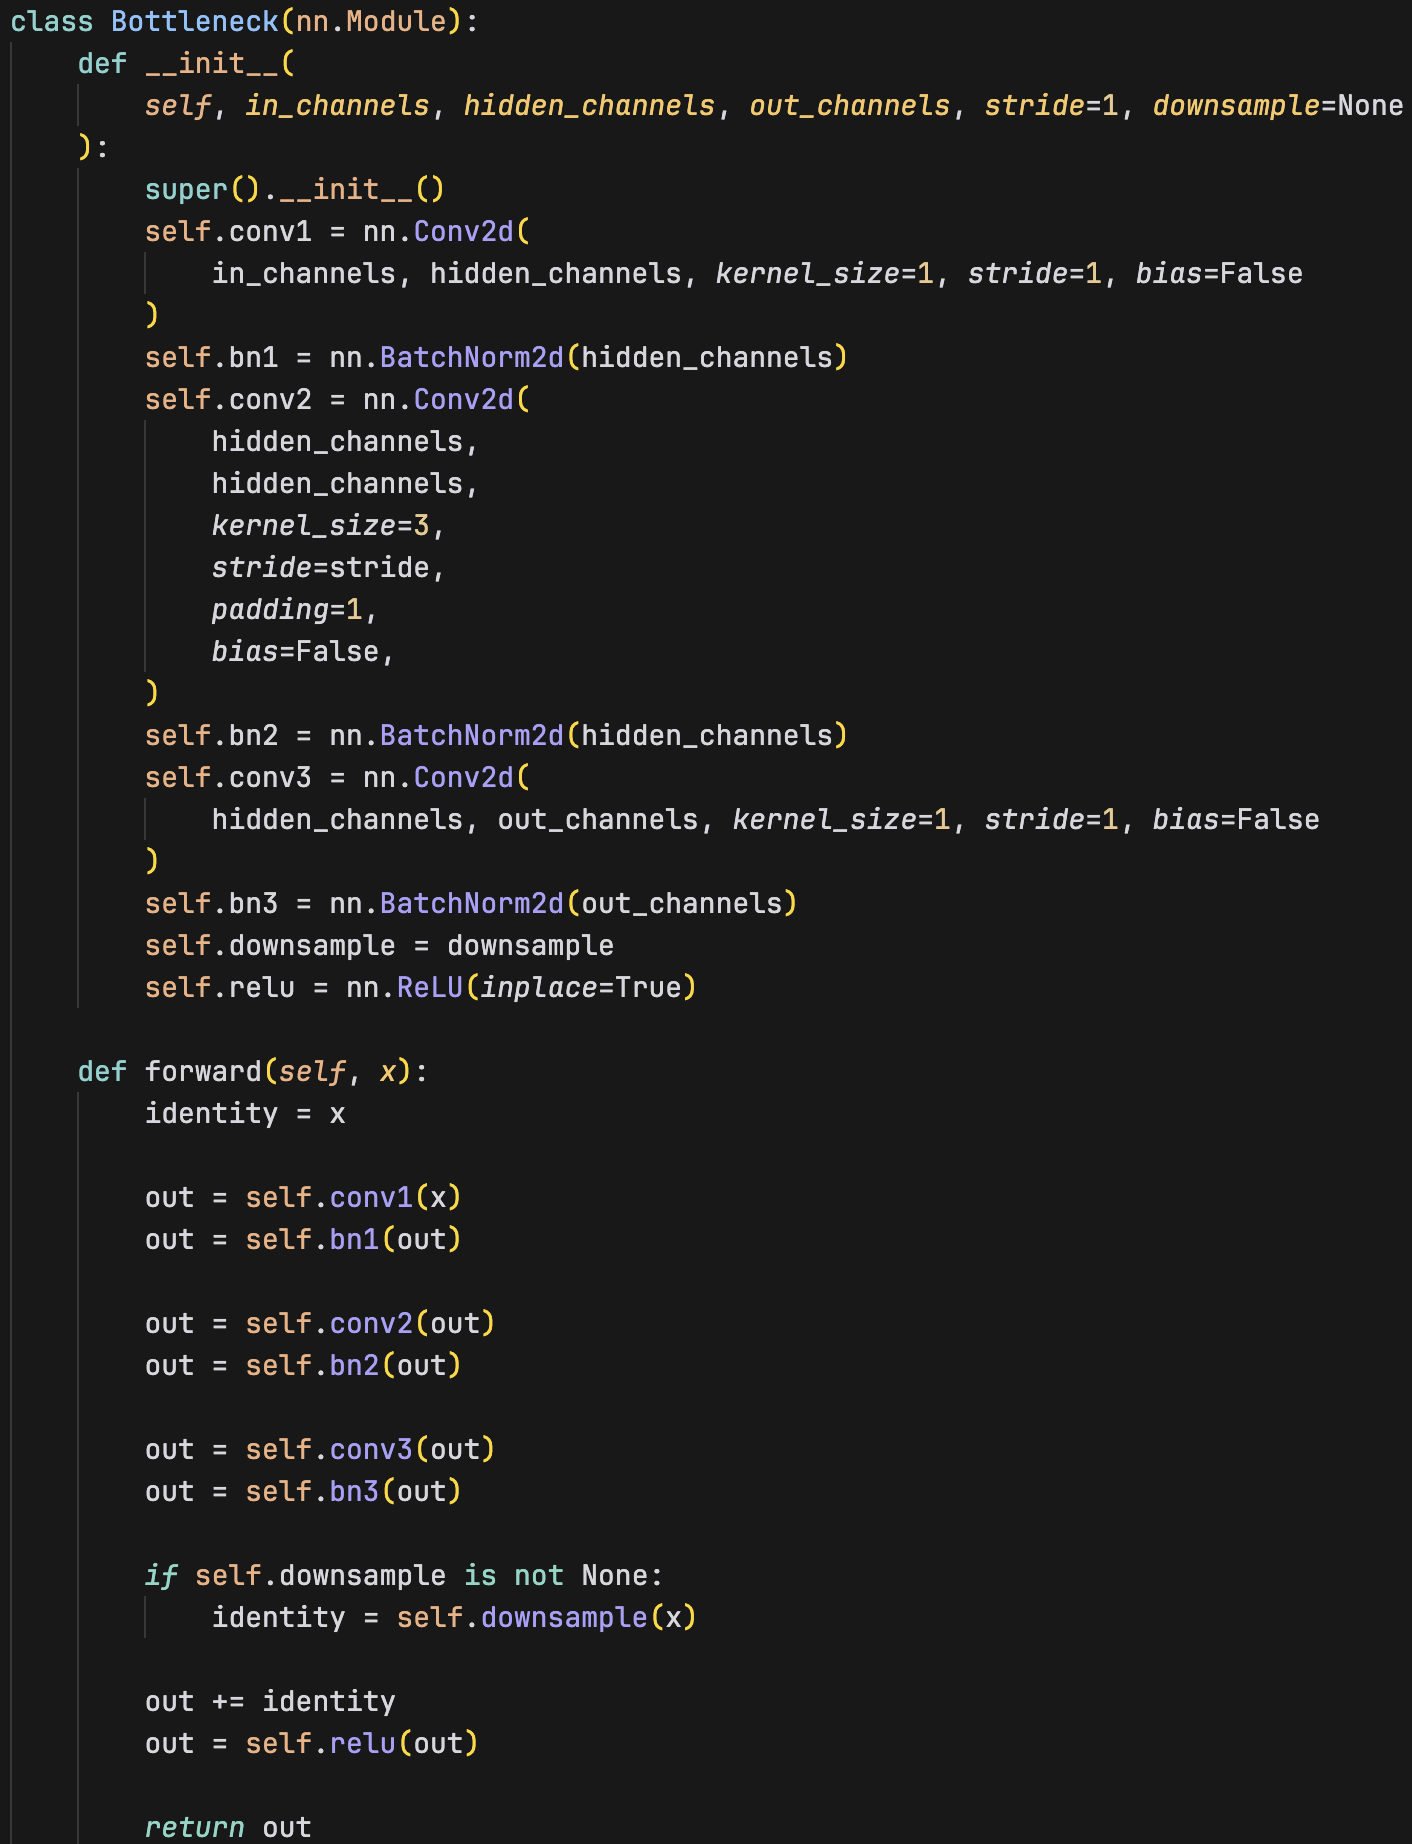 class Bottleneck(nn.Module):
    def __init__(
        self, in_channels, hidden_channels, out_channels, stride=1, downsample=None
    ):
        super().__init__()
        self.conv1 = nn.Conv2d(
            in_channels, hidden_channels, kernel_size=1, stride=1, bias=False
        )
        self.bn1 = nn.BatchNorm2d(hidden_channels)
        self.conv2 = nn.Conv2d(
            hidden_channels,
            hidden_channels,
            kernel_size=3,
            stride=stride,
            padding=1,
            bias=False,
        )
        self.bn2 = nn.BatchNorm2d(hidden_channels)
        self.conv3 = nn.Conv2d(
            hidden_channels, out_channels, kernel_size=1, stride=1, bias=False
        )
        self.bn3 = nn.BatchNorm2d(out_channels)
        self.downsample = downsample
        self.relu = nn.ReLU(inplace=True)

    def forward(self, x):
        identity = x

        out = self.conv1(x)
        out = self.bn1(out)

        out = self.conv2(out)
        out = self.bn2(out)

        out = self.conv3(out)
        out = self.bn3(out)

        if self.downsample is not None:
            identity = self.downsample(x)

        out += identity
        out = self.relu(out)

        return out